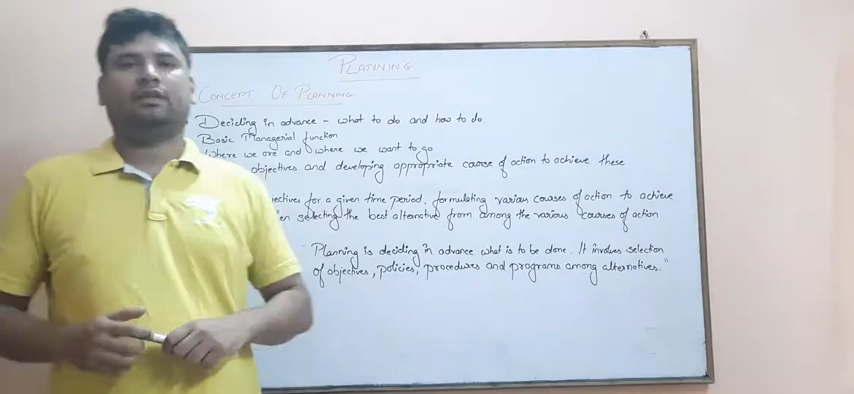 PLANNING
CONCEPT OF PLANNING
Deciding in advance - what to do and how to do
Basic Managerial function
Where we are and where we want to go
objectives and developing appropriate course of action to achieve these
for a given time period, formulating various courses of action to achieve
selecting the best alternative from among the various courses of action
Planning is deciding in advance what is to be done. It involves selection
of objectives, policies, procedures and programs among alternatives."